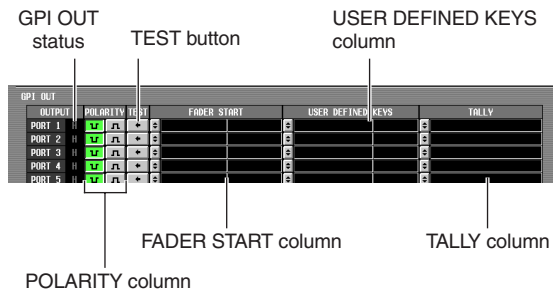 GPI OUT
status
TEST button
USER DEFINED KEYS
column
GPI OUT
OUTPUT POLARITY TEST FADER START USER DEFINED KEYS TALLY
PORT 1 H
PORT 2 H
PORT 3 H
PORT 4 H
PORT 5 H
FADER START column
TALLY column
POLARITY column